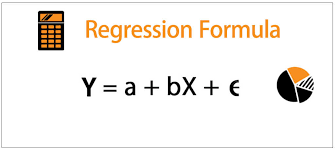 Regression Formula
Y = a + bX + ϵ